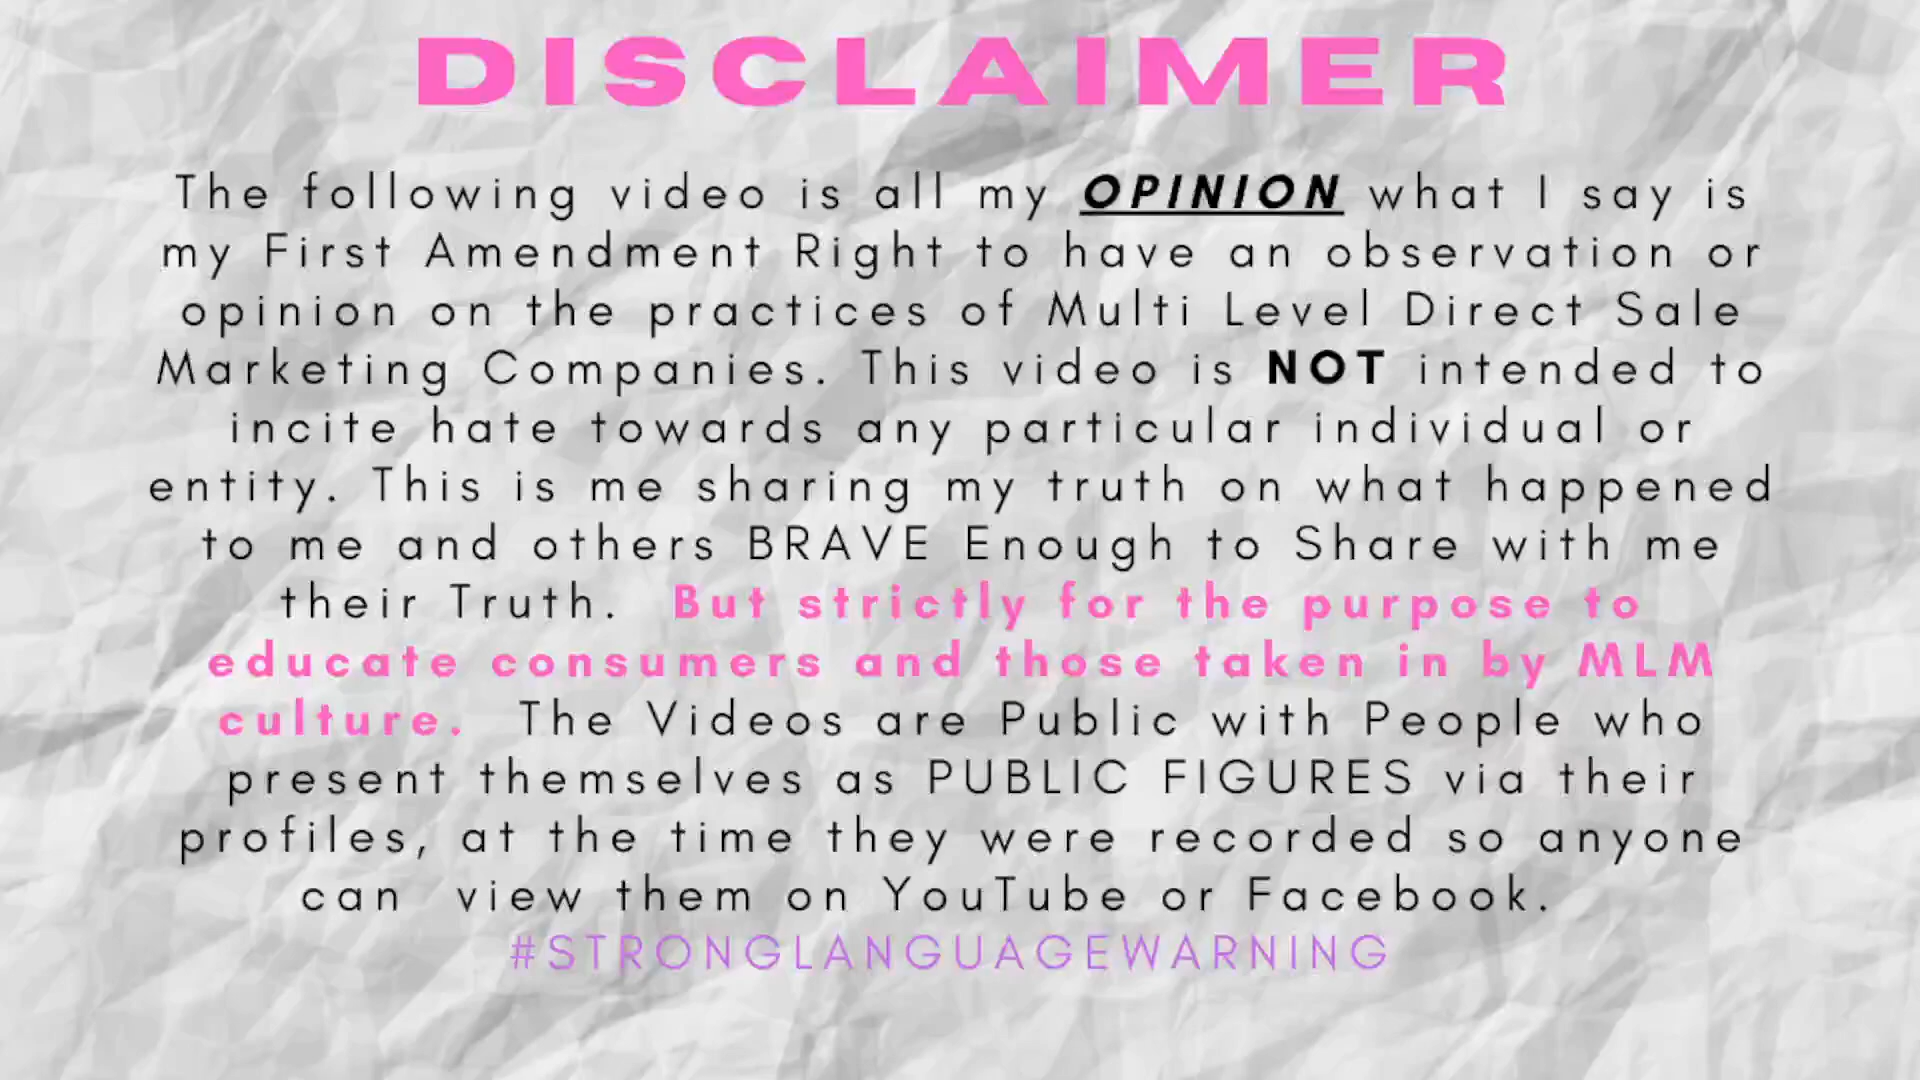 DISCLAIMER
The following video is all my OPINION what I say is
my First Amendment Right to have an observation or
opinion on the practices of Multi Level Direct Sale
Marketing Companies. This video is NOT intended to
incite hate towards any particular individual or
entity. This is me sharing my truth on what happened
to me and others BRAVE Enough to Share with me
their Truth. But strictly for the purpose to
educate consumers and those taken in by MLM
culture. The Videos are Public with People who
present themselves as PUBLIC FIGURES via their
profiles, at the time they were recorded so anyone
can view them on YouTube or Facebook.
#STRONGLANGUAGEWARNING